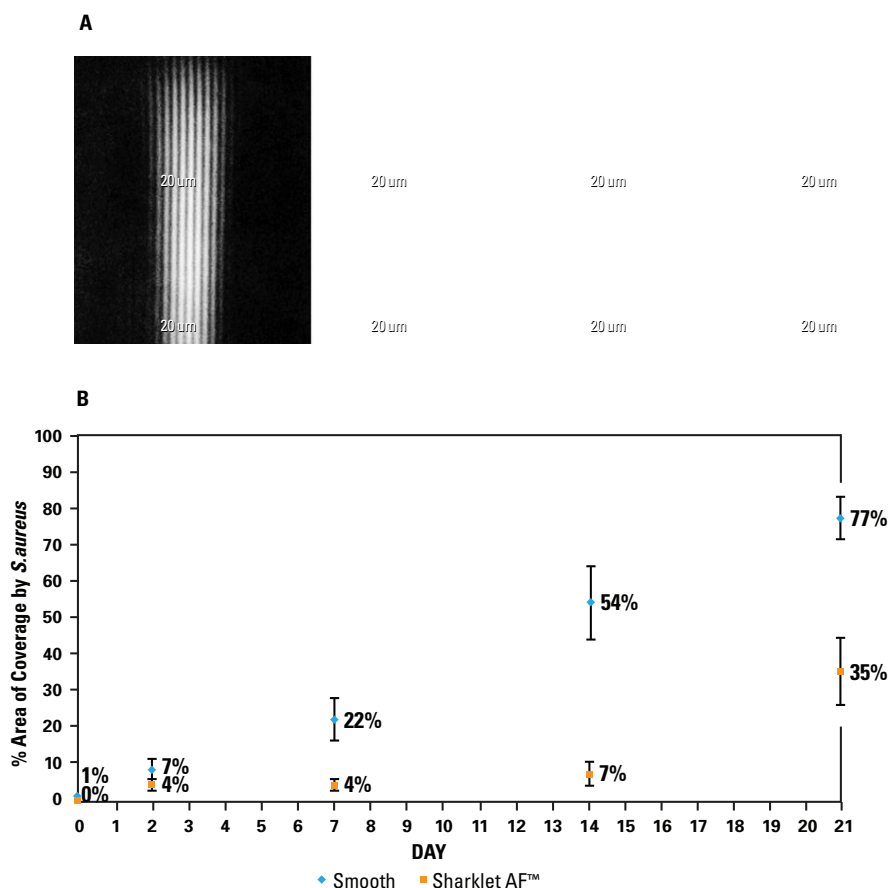 A
20 um 20 um 20 um 20 um
20 um 20 um 20 um 20 um
B
% Area of Coverage by S.aureus
100
90
80
70
60
50
40
30
20
10
0
77%
54%
35%
22%
1% 7%
0% 4% 4% 7%
0 1 2 3 4 5 6 7 8 9 10 11 12 13 14 15 16 17 18 19 20 21
DAY
Smooth Sharklet AF™